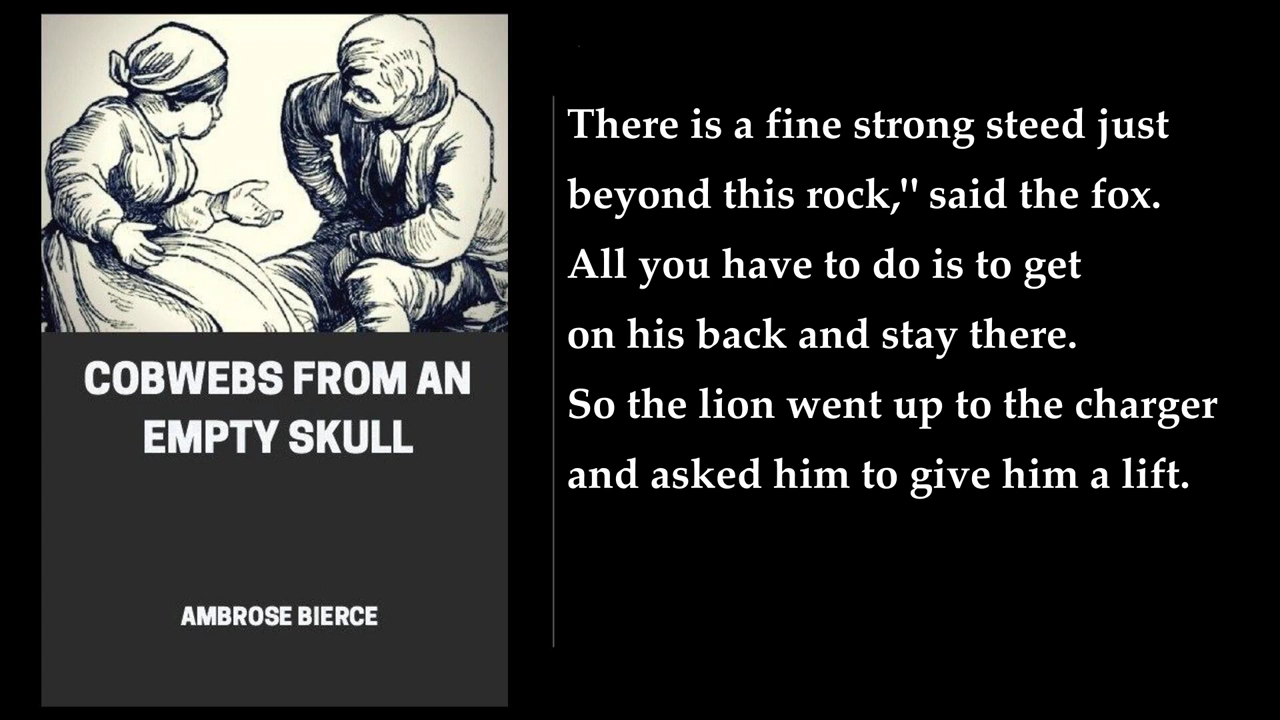 COBWEBS FROM AN
EMPTY SKULL
AMBROSE BIERCE
There is a fine strong steed just
beyond this rock," said the fox.
All you have to do is to get
on his back and stay there.
So the lion went up to the charger
and asked him to give him a lift.